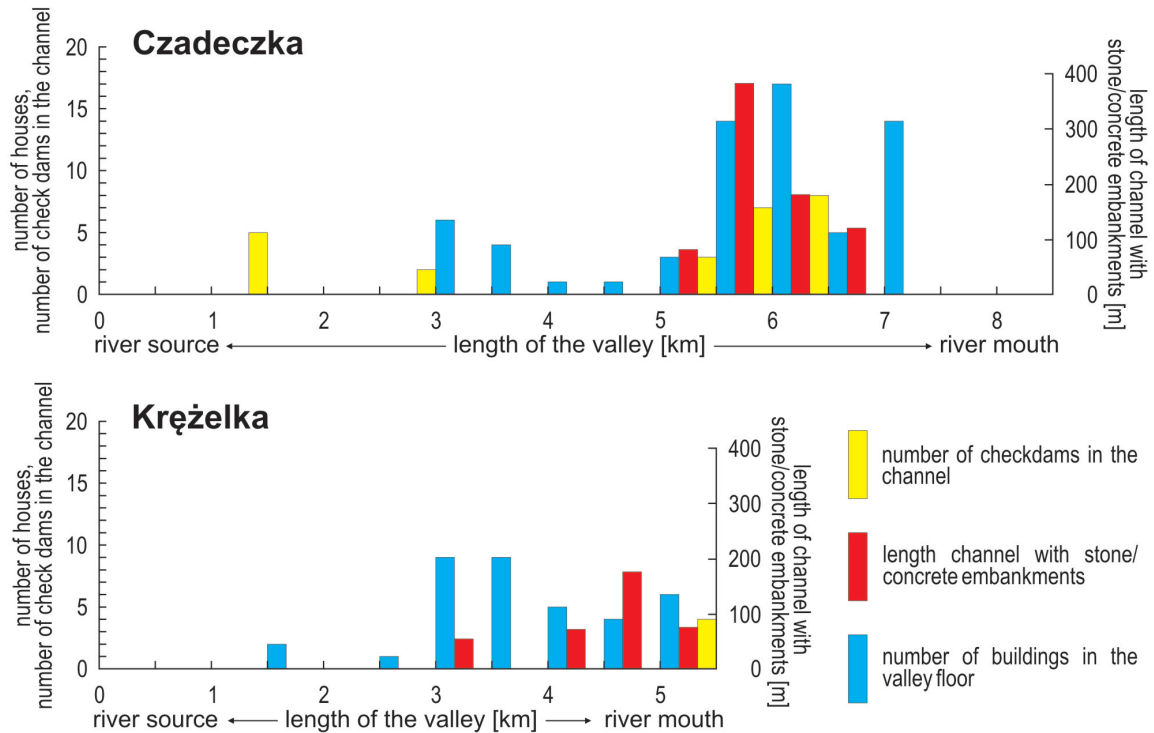 Czadeczka
number of houses,
number of check dams in the channel
20
15
10
5
0
length of channel with
stone/concrete embankments [m]
400
300
200
100
0
0 1 2 3 4 5 6 7 8
river source length of the valley [km] river mouth
Krężelka
number of houses,
number of check dams in the channel
20
15
10
5
0
length of channel with
stone/concrete embankments [m]
400
300
200
100
0
0 1 2 3 4 5
river source length of the valley [km] river mouth
number of checkdams in the
channel
length channel with stone/
concrete embankments
number of buildings in the
valley floor